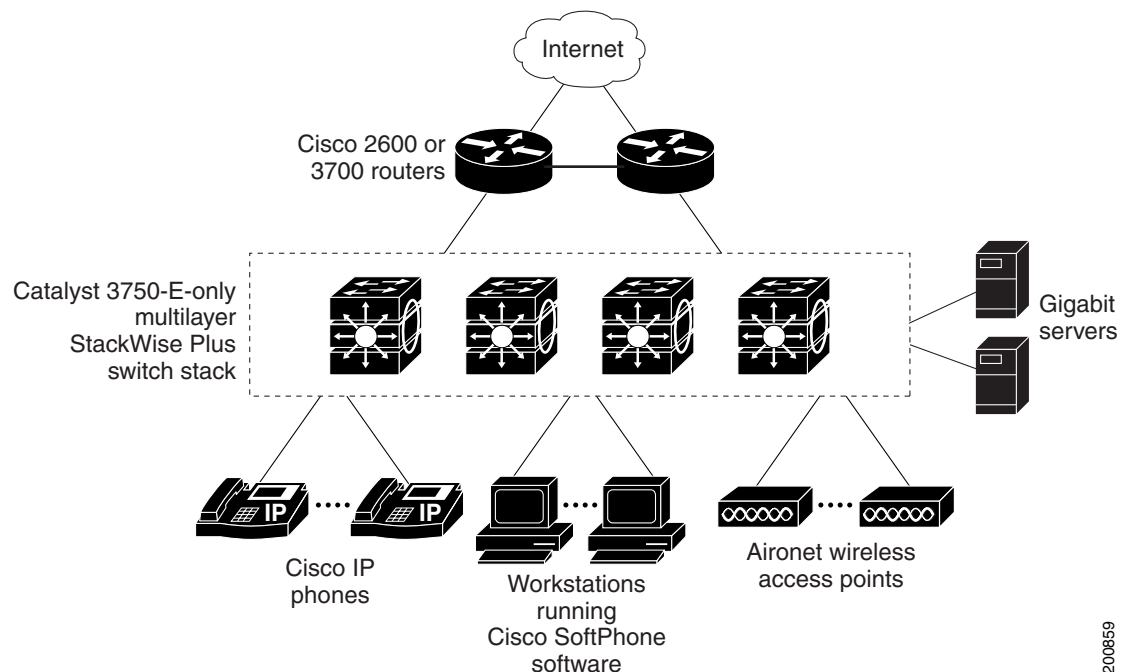 Internet
Cisco 2600 or
3700 routers
Catalyst 3750-E-only
multilayer
StackWise Plus
switch stack
Gigabit
servers
IP
IP
Cisco IP
phones
Workstations
running
Cisco SoftPhone
software
Aironet wireless
access points
200859